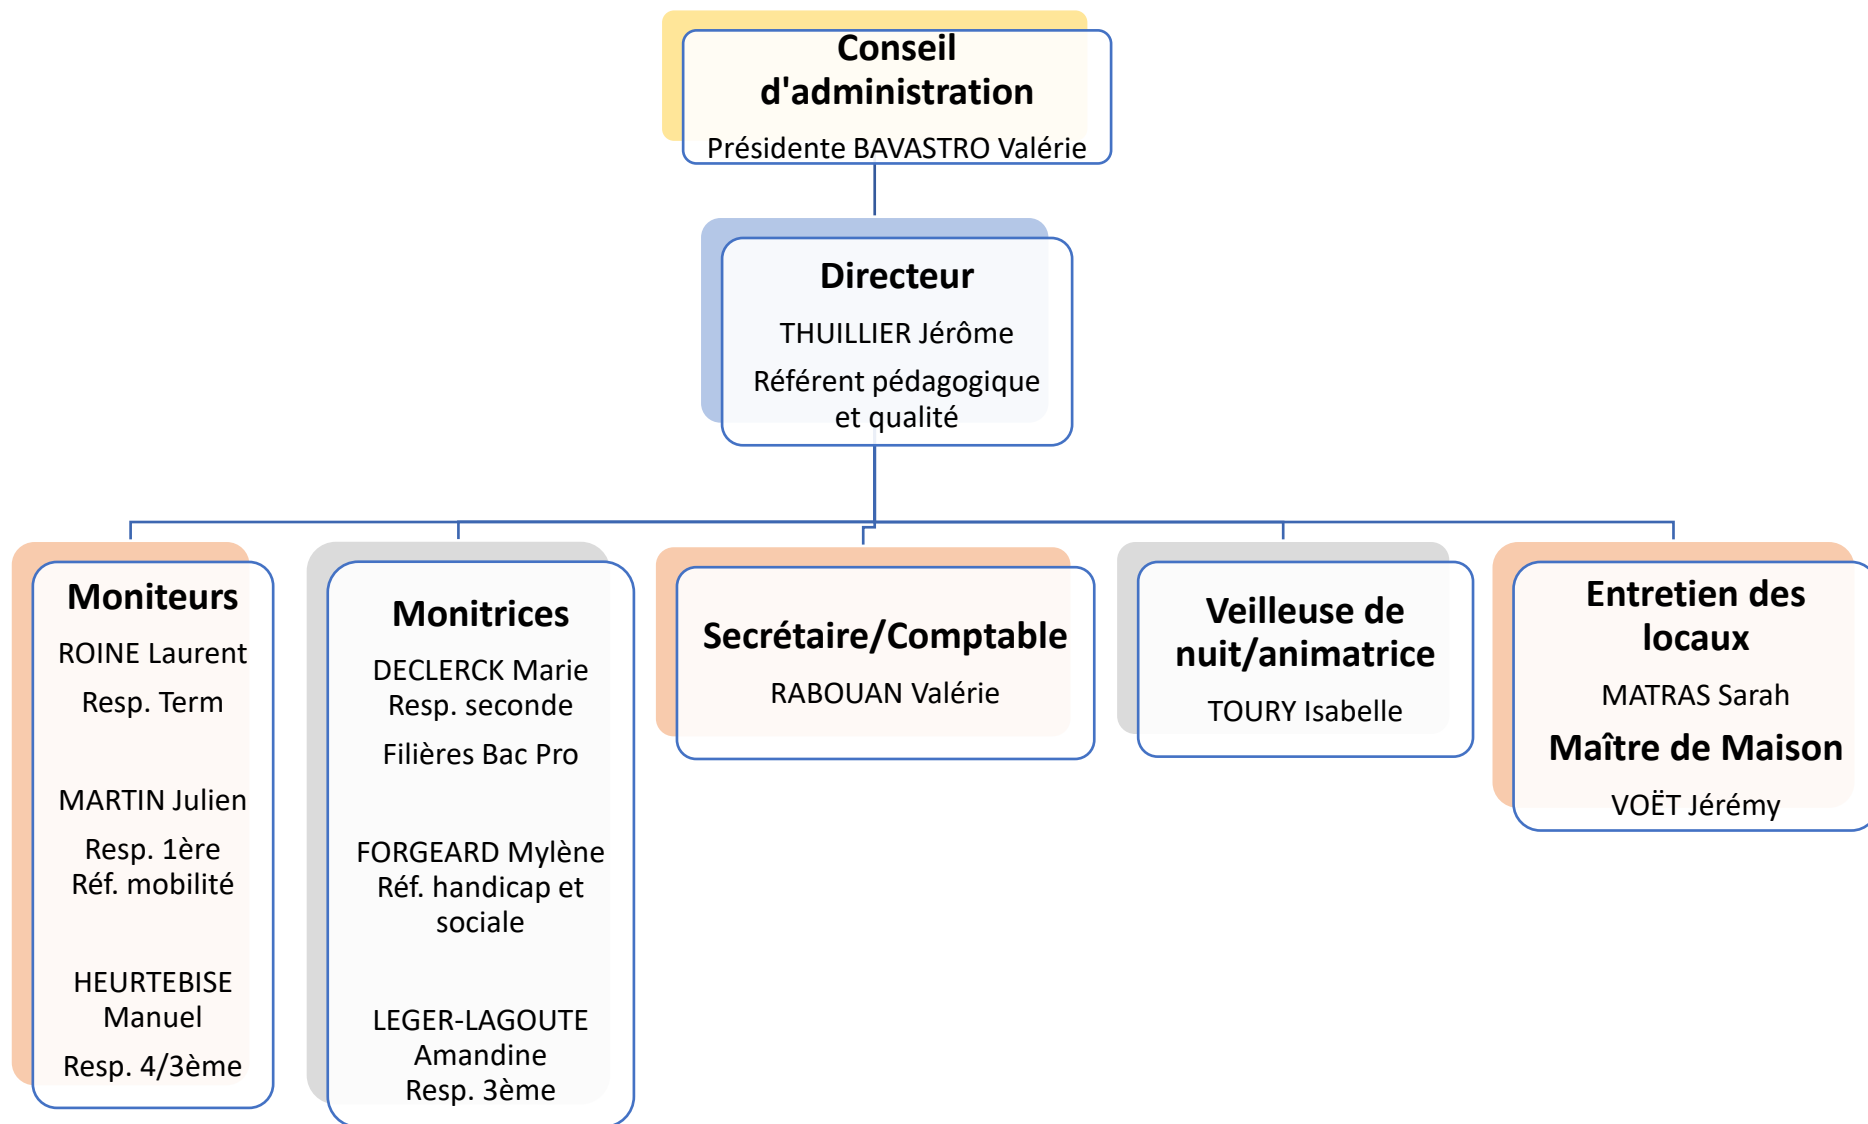 Conseil
d'administration
Présidente BAVASTRO Valérie
Directeur
THUILLIER Jérôme
Référent pédagogique
et qualité
Moniteurs
ROINE Laurent
Resp. Term
MARTIN Julien
Resp. 1ère
Réf. mobilité
HEURTEBISE
Manuel
Resp. 4/3ème
Monitrices
DECLERCK Marie
Resp. seconde
Filières Bac Pro
FORGEARD Mylène
Réf. handicap et
sociale
LEGER-LAGOUTE
Amandine
Resp. 3ème
Secrétaire/Comptable
RABOUAN Valérie
Veilleuse de
nuit/animatrice
TOURY Isabelle
Entretien des
locaux
MATRAS Sarah
Maître de Maison
VOËT Jérémy